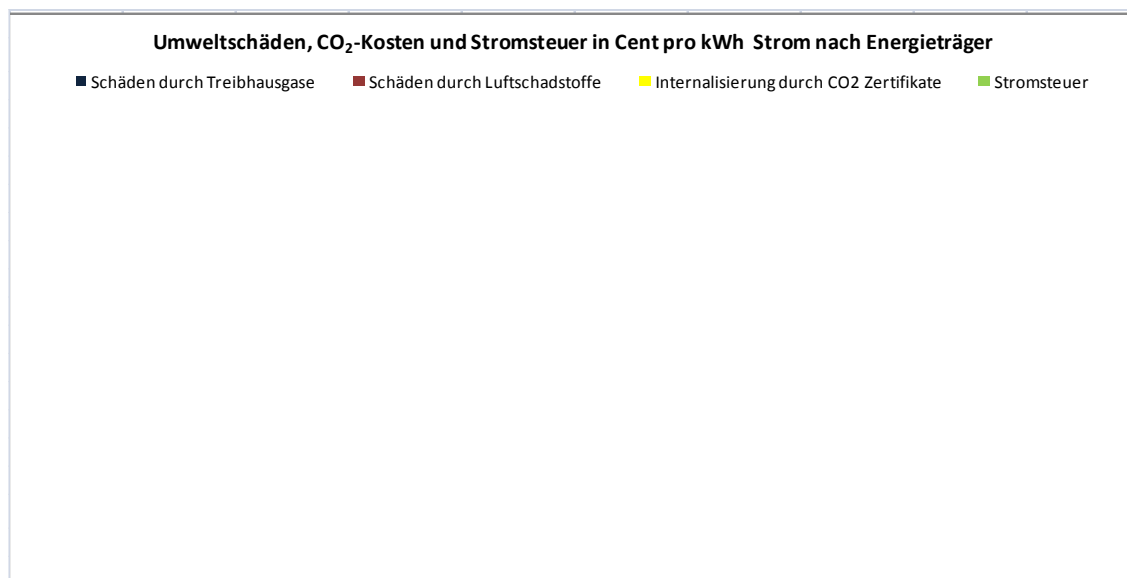 Umweltschäden, CO₂-Kosten und Stromsteuer in Cent pro kWh Strom nach Energieträger
Schäden durch Treibhausgase Schäden durch Luftschadstoffe Internalisierung durch CO2 Zertifikate Stromsteuer